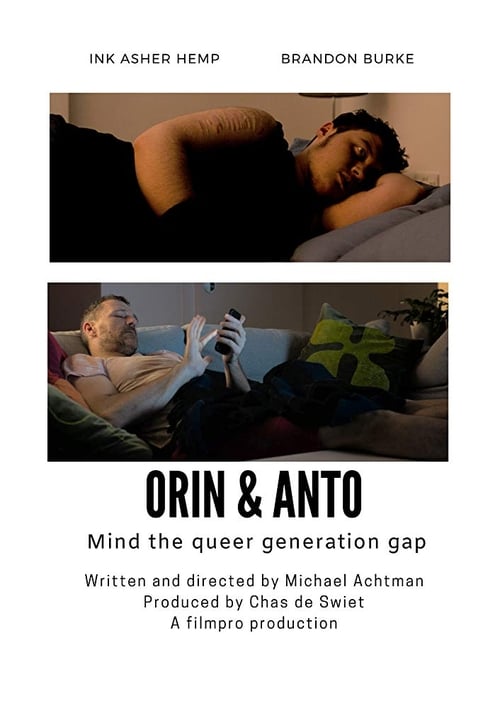 INK ASHER HEMP BRANDON BURKE
ORIN & ANTO
Mind the queer generation gap
Written and directed by Michael Achtman
Produced by Chas de Swiet
A filmpro production